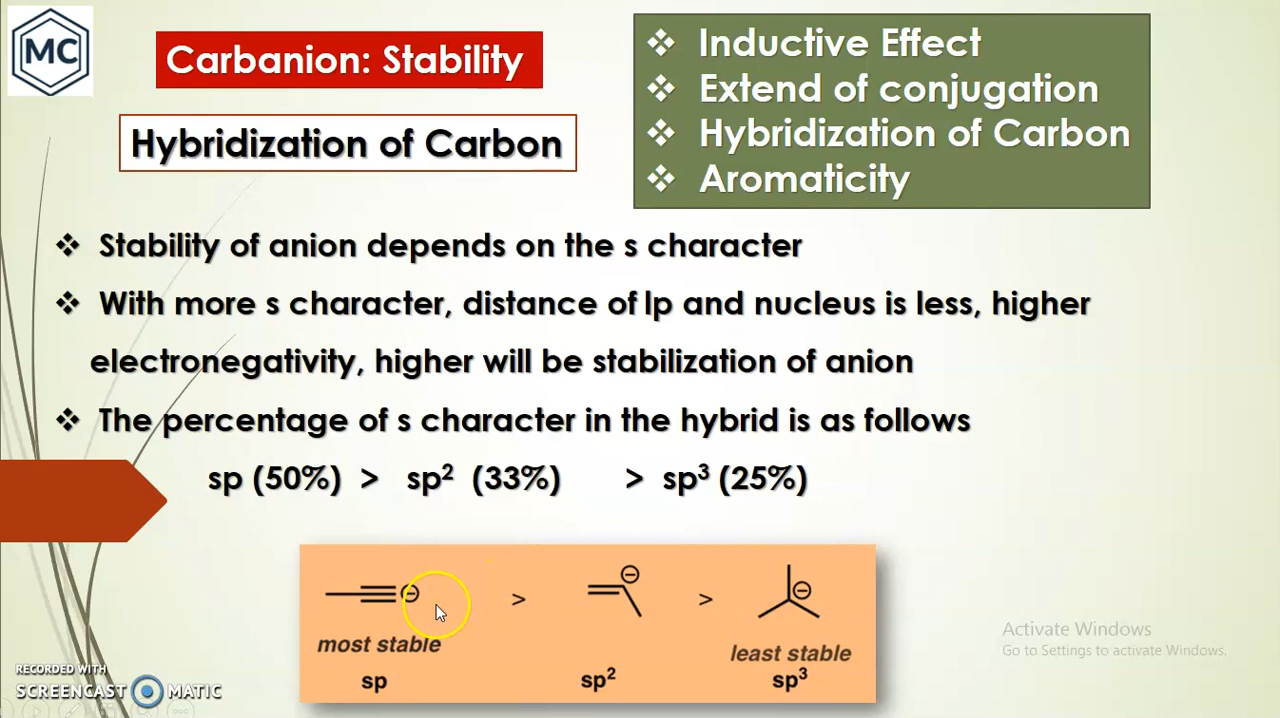 MC
Carbanion: Stability
Hybridization of Carbon
❖ Inductive Effect
❖ Extend of conjugation
❖ Hybridization of Carbon
❖ Aromaticity
❖ Stability of anion depends on the s character
❖ With more s character, distance of lp and nucleus is less, higher
electronegativity, higher will be stabilization of anion
❖ The percentage of s character in the hybrid is as follows
sp (50%) > sp² (33%) > sp³ (25%)
⊖ > ⊖ > ⊖
most stable least stable
sp sp² sp³
Activate Windows
Go to Settings to activate Windows.
RECORDED WITH
SCREENCAST MATIC